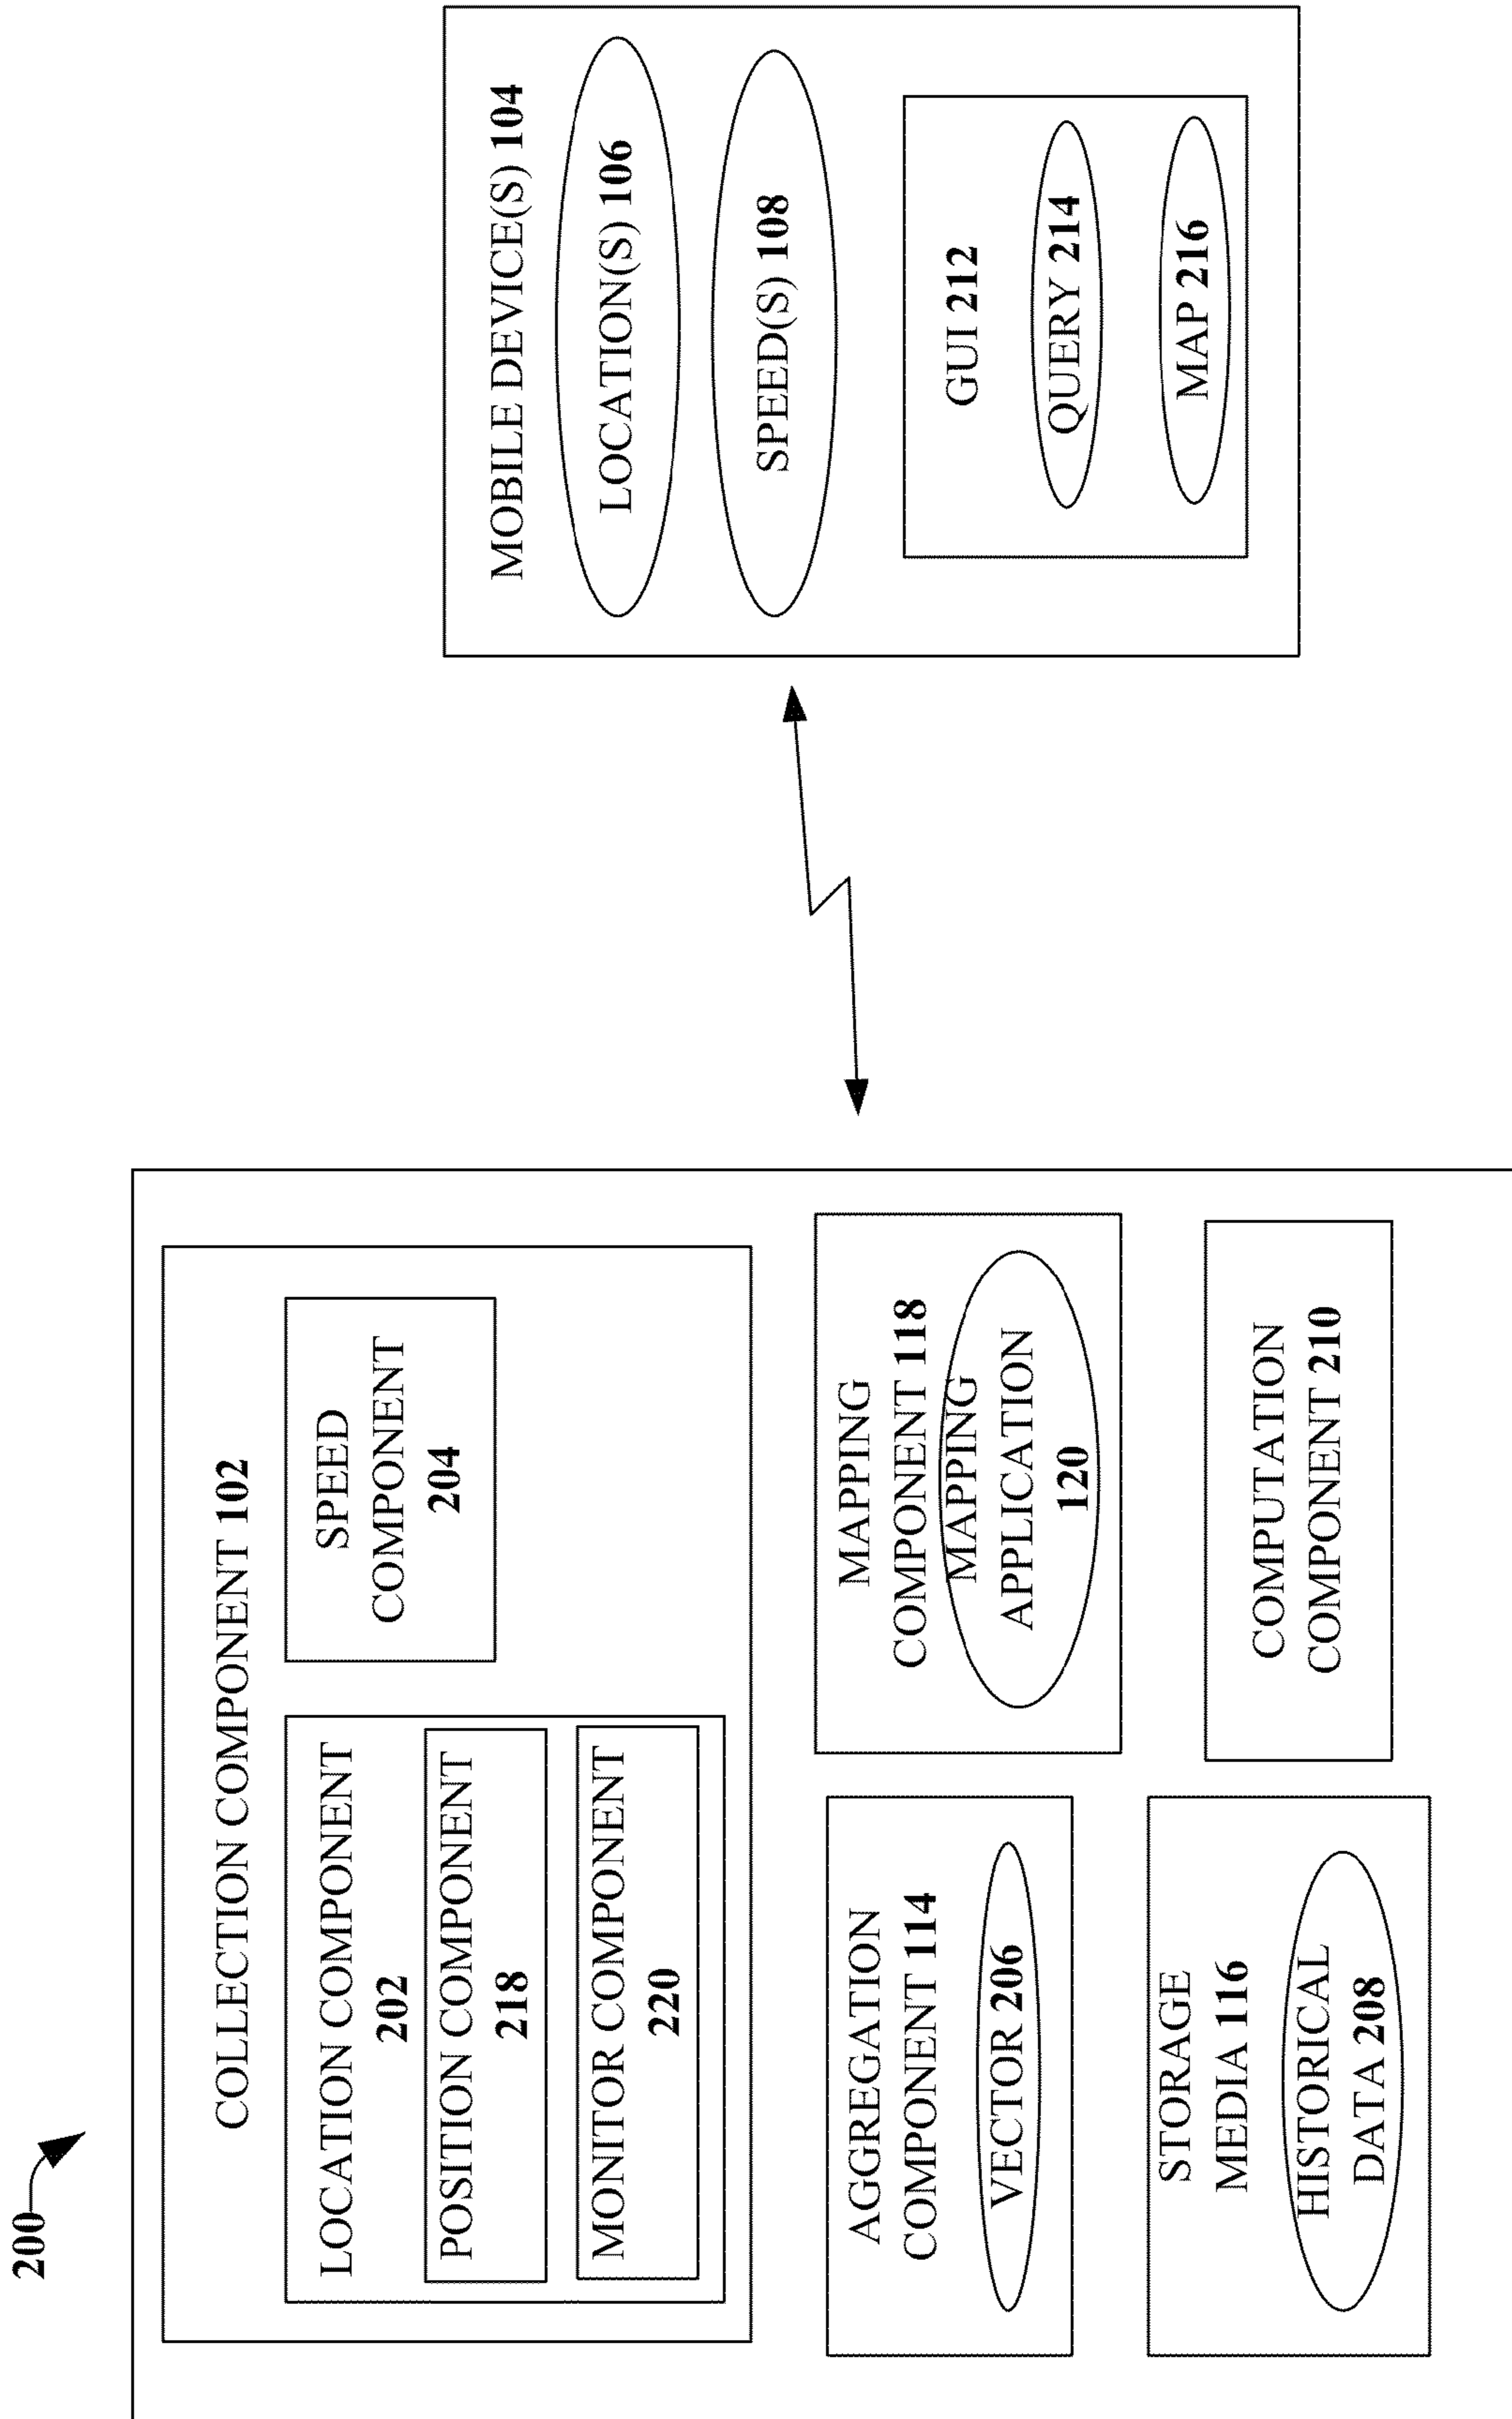 200
COLLECTION COMPONENT 102
LOCATION COMPONENT
202
POSITION COMPONENT
218
MONITOR COMPONENT
220
SPEED
COMPONENT
204
AGGREGATION
COMPONENT 114
VECTOR 206
MAPPING
COMPONENT 118
MAPPING
APPLICATION
120
STORAGE
MEDIA 116
HISTORICAL
DATA 208
COMPUTATION
COMPONENT 210
MOBILE DEVICE(S) 104
LOCATION(S) 106
SPEED(S) 108
GUI 212
QUERY 214
MAP 216